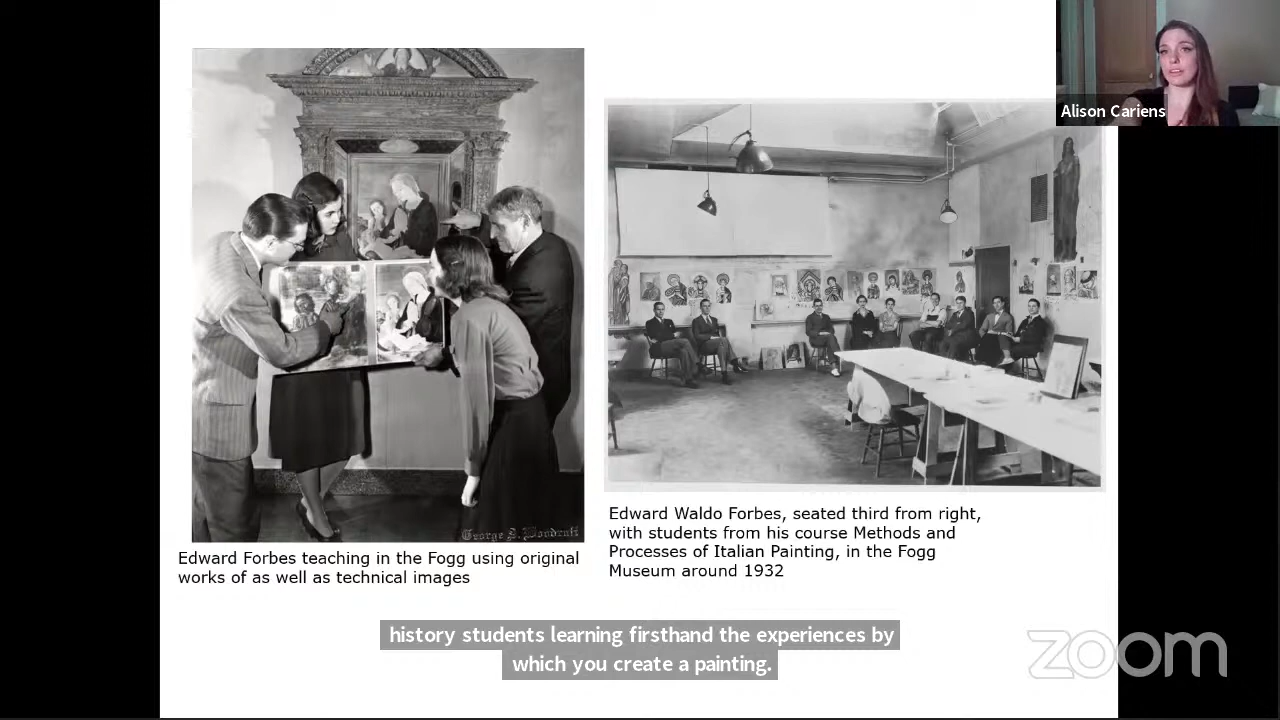 Alison Cariens
George S. Woodruff
Edward Forbes teaching in the Fogg using original
works of as well as technical images
Edward Waldo Forbes, seated third from right,
with students from his course Methods and
Processes of Italian Painting, in the Fogg
Museum around 1932
history students learning firsthand the experiences by
which you create a painting.
zoom